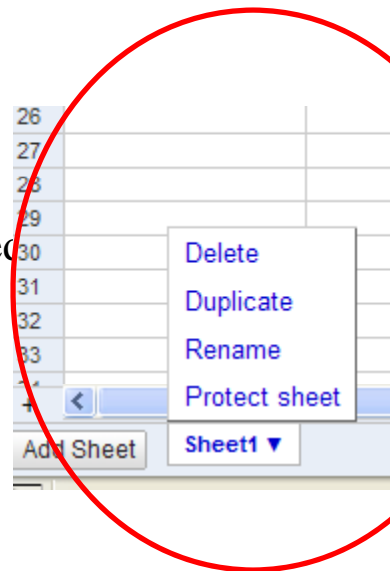 26
27
28
29
30
31
32
33
Delete
Duplicate
Rename
Protect sheet
+
Add Sheet
Sheet1 ▼